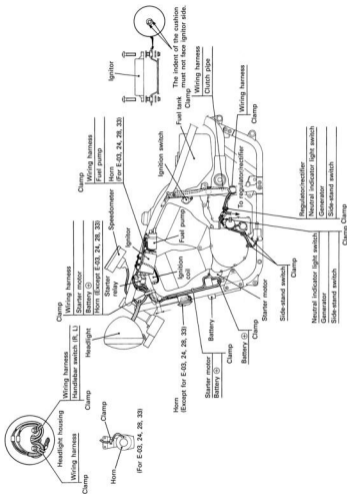 Ignitor
The indent of the cushion
must not face ignitor side.
Clamp
Wiring harness
Fuel pump
Horn
(For E-03, 24, 28, 33)
Clamp
Wiring harness
Clutch pipe
Fuel tank
Ignition switch
Wiring harness
Clamp
To regulator/rectifier
Clamp
Wiring harness
Starter motor
Battery ⊕
Horn (Except E-03, 24, 28, 33)
Speedometer
Ignitor
Starter
relay
Fuel pump
Ignition
coil
Headlight
Clamp
Wiring harness
Handlebar switch (R, L)
Headlight housing
Wiring harness
Clamp
Clamp
Horn
(For E-03, 24, 28, 33)
Horn
(Except for E-03, 24, 28, 33)
Battery
Clamp
Starter motor
Battery ⊕
Battery ⊕
Clamp
Starter motor
Side-stand switch
Clamp
Regulator/rectifier
Neutral indicator light switch
Generator
Side-stand switch
Clamp
Neutral indicator light switch
Generator
Side-stand switch
Clamp